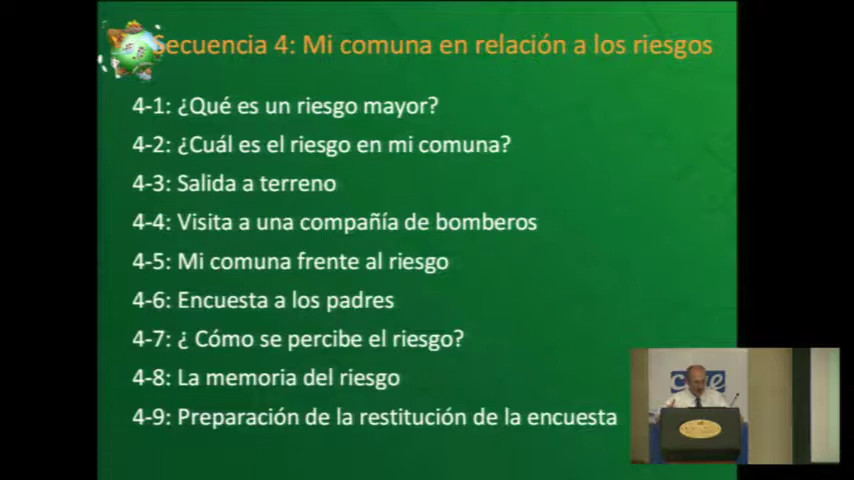 Secuencia 4: Mi comuna en relación a los riesgos
4-1: ¿Qué es un riesgo mayor?
4-2: ¿Cuál es el riesgo en mi comuna?
4-3: Salida a terreno
4-4: Visita a una compañía de bomberos
4-5: Mi comuna frente al riesgo
4-6: Encuesta a los padres
4-7: ¿ Cómo se percibe el riesgo?
4-8: La memoria del riesgo
4-9: Preparación de la restitución de la encuesta